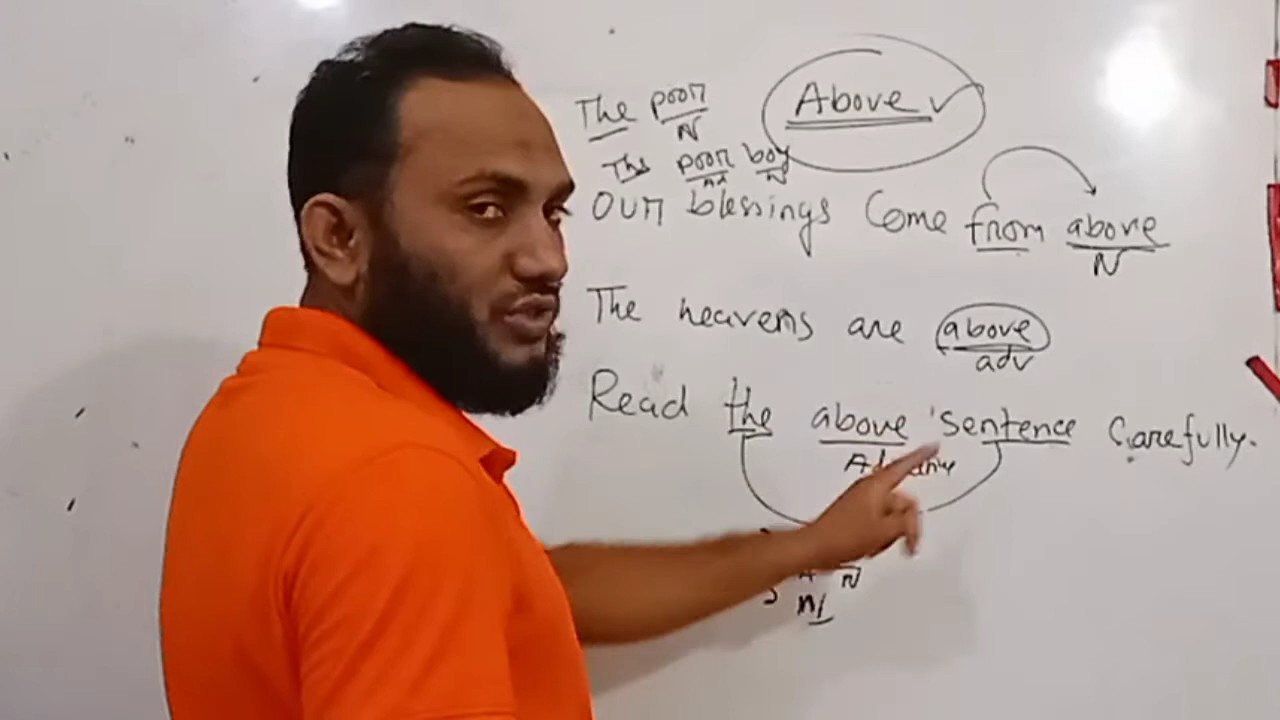 The poor
N
Above
The poor boy
Ad N
Our blessings come from above
N
The heavens are above
adv
Read the above sentence Carefully.
N